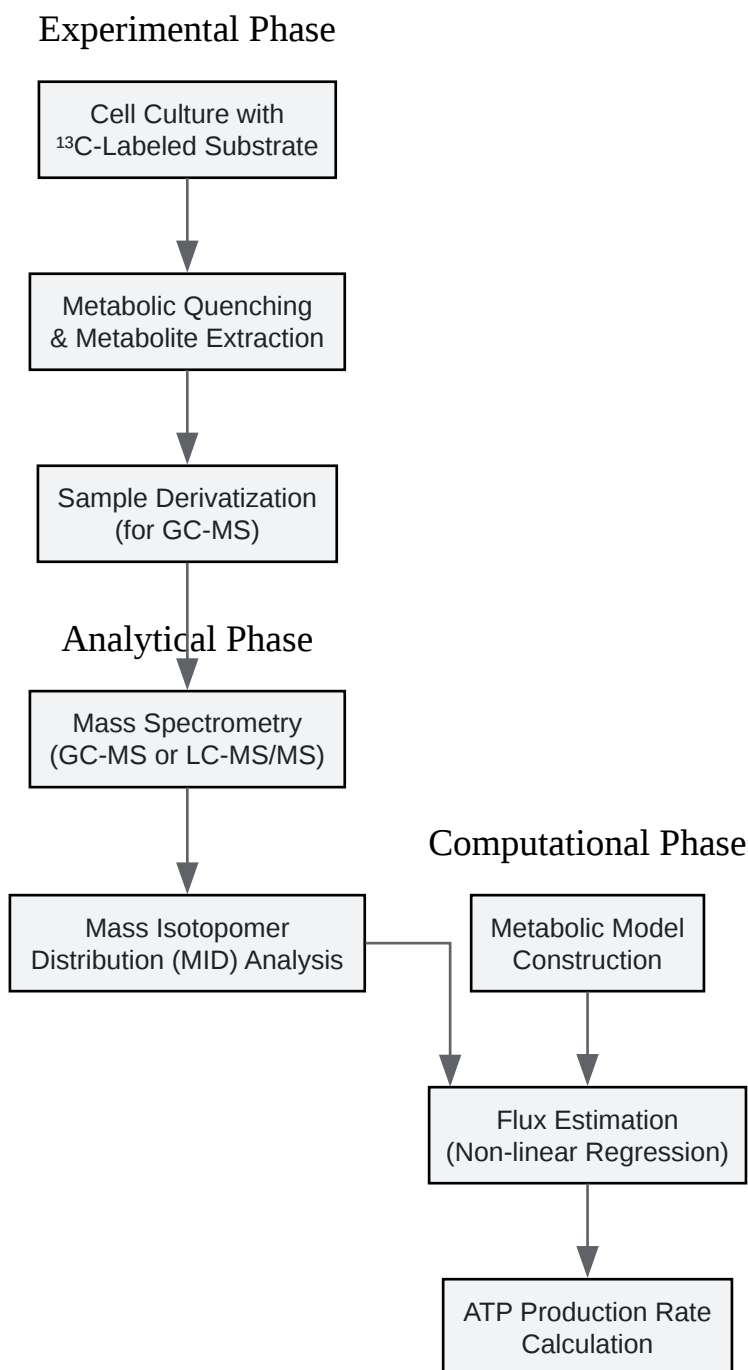 Experimental Phase
Cell Culture with
¹³C-Labeled Substrate
Metabolic Quenching
& Metabolite Extraction
Sample Derivatization
(for GC-MS)
Analytical Phase
Mass Spectrometry
(GC-MS or LC-MS/MS)
Mass Isotopomer
Distribution (MID) Analysis
Computational Phase
Metabolic Model
Construction
Flux Estimation
(Non-linear Regression)
ATP Production Rate
Calculation